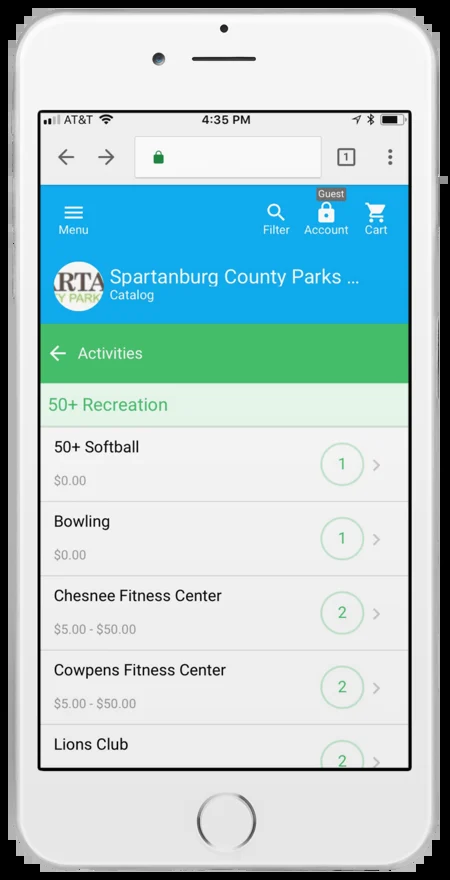 AT&T 4:35 PM
1
Guest
Menu Filter Account Cart
RTA
Y PARK
Spartanburg County Parks ...
Catalog
Activities
50+ Recreation
50+ Softball
1
$0.00
Bowling
1
$0.00
Chesnee Fitness Center
2
$5.00 - $50.00
Cowpens Fitness Center
2
$5.00 - $50.00
Lions Club
2